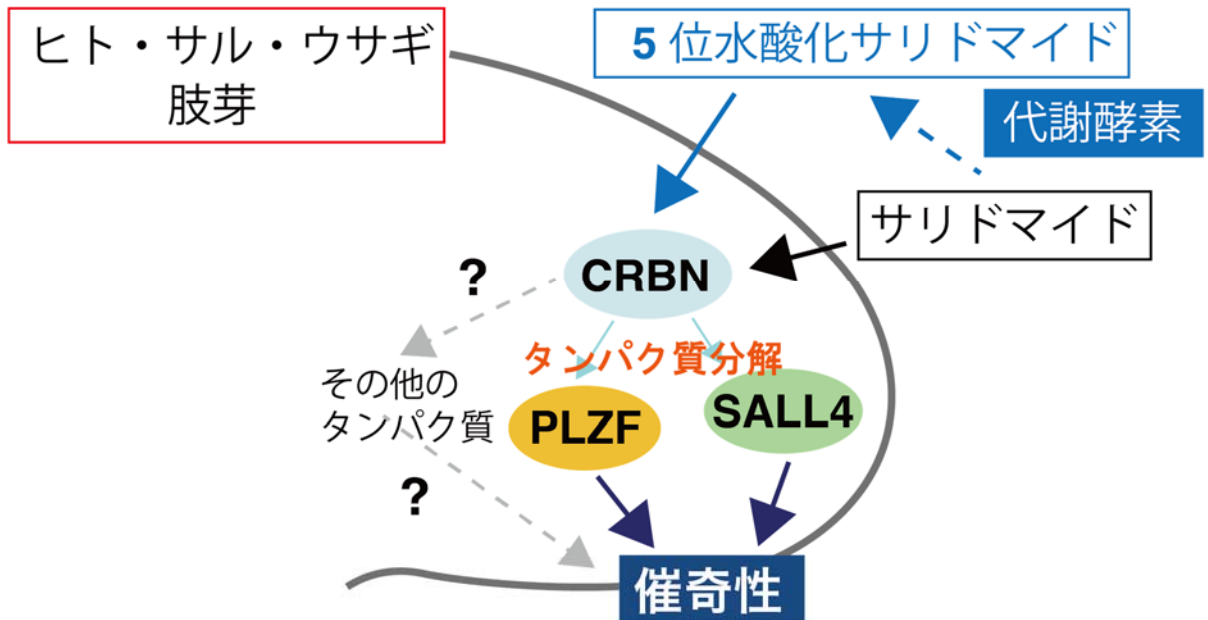 ヒト・サル・ウサギ
肢芽
5 位水酸化サリドマイド
代謝酵素
サリドマイド
CRBN
?
タンパク質分解
その他の
タンパク質
PLZF
SALL4
?
催奇性